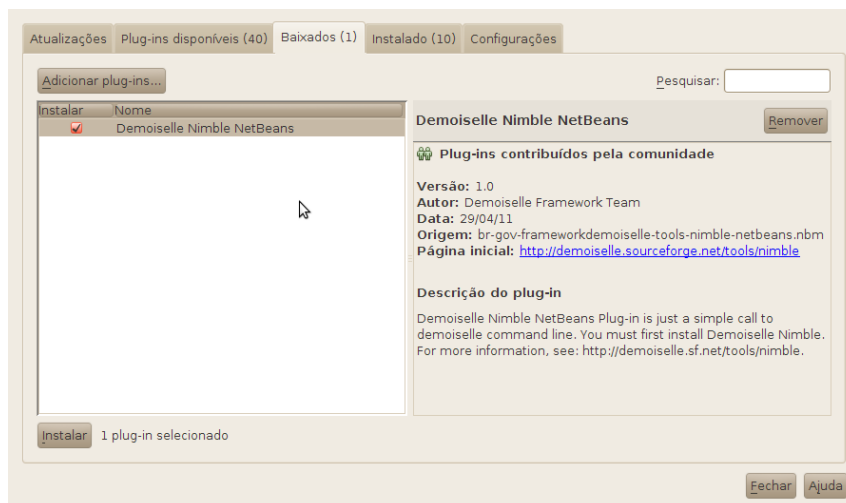 Atualizações Plug-ins disponíveis (40) Baixados (1) Instalado (10) Configurações
Adicionar plug-ins... Pesquisar:
Instalar Nome
Demoiselle Nimble NetBeans
Demoiselle Nimble NetBeans Remover
Plug-ins contribuídos pela comunidade
Versão: 1.0
Autor: Demoiselle Framework Team
Data: 29/04/11
Origem: br-gov-frameworkdemoiselle-tools-nimble-netbeans.nbm
Página inicial: http://demoiselle.sourceforge.net/tools/nimble
Descrição do plug-in
Demoiselle Nimble NetBeans Plug-in is just a simple call to
demoiselle command line. You must first install Demoiselle Nimble.
For more information, see: http://demoiselle.sf.net/tools/nimble.
Instalar 1 plug-in selecionado
Fechar Ajuda